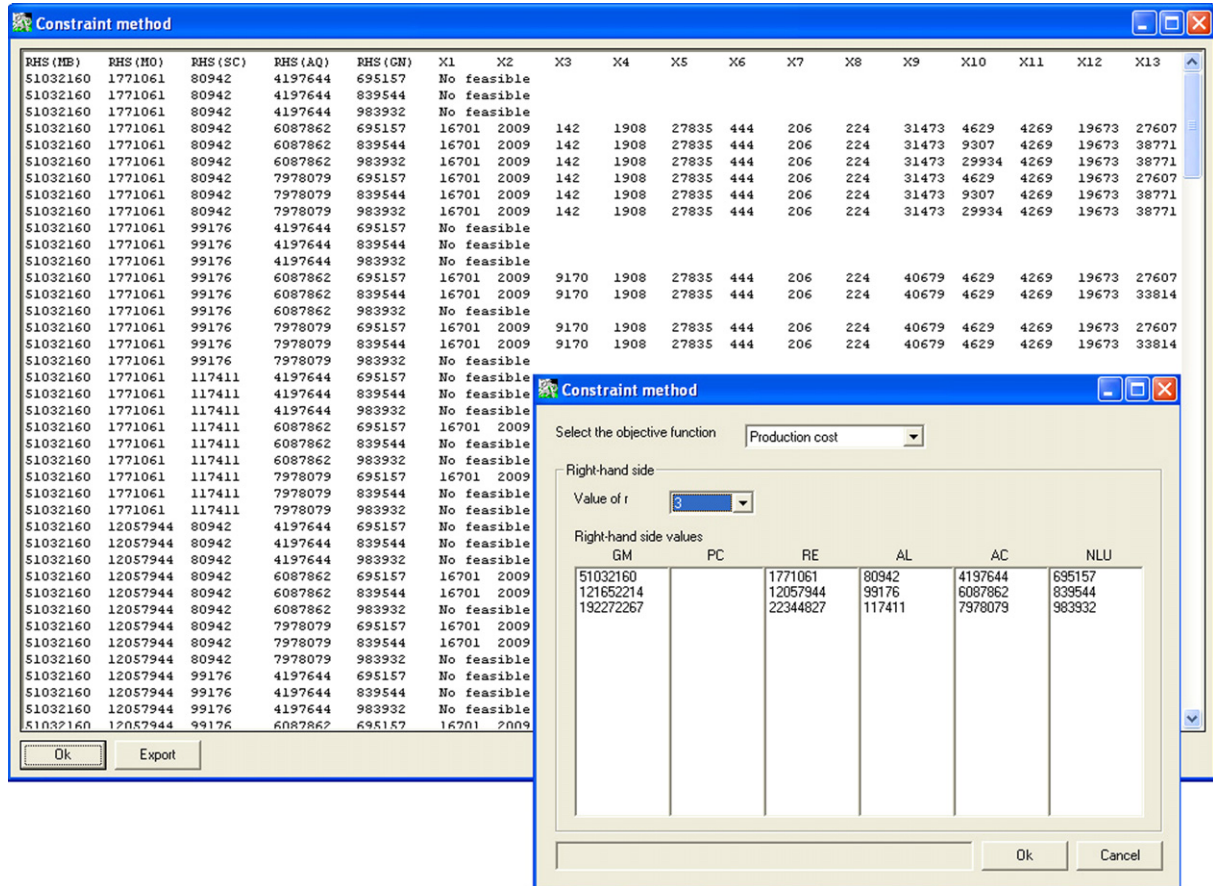 Constraint method
RHS(MB) RHS(MO) RHS(SC) RHS(AQ) RHS(GN) X1 X2 X3 X4 X5 X6 X7 X8 X9 X10 X11 X12 X13
51032160 1771061 80942 4197644 695157 No feasible
51032160 1771061 80942 4197644 839544 No feasible
51032160 1771061 80942 4197644 983932 No feasible
51032160 1771061 80942 6087862 695157 16701 2009 142 1908 27835 444 206 224 31473 4629 4269 19673 27607
51032160 1771061 80942 6087862 839544 16701 2009 142 1908 27835 444 206 224 31473 9307 4269 19673 38771
51032160 1771061 80942 6087862 983932 16701 2009 142 1908 27835 444 206 224 31473 29934 4269 19673 38771
51032160 1771061 80942 7978079 695157 16701 2009 142 1908 27835 444 206 224 31473 4629 4269 19673 27607
51032160 1771061 80942 7978079 839544 16701 2009 142 1908 27835 444 206 224 31473 9307 4269 19673 38771
51032160 1771061 80942 7978079 983932 16701 2009 142 1908 27835 444 206 224 31473 29934 4269 19673 38771
51032160 1771061 99176 4197644 695157 No feasible
51032160 1771061 99176 4197644 839544 No feasible
51032160 1771061 99176 4197644 983932 No feasible
51032160 1771061 99176 6087862 695157 16701 2009 9170 1908 27835 444 206 224 40679 4629 4269 19673 27607
51032160 1771061 99176 6087862 839544 16701 2009 9170 1908 27835 444 206 224 40679 4629 4269 19673 33814
51032160 1771061 99176 6087862 983932 No feasible
51032160 1771061 99176 7978079 695157 16701 2009 9170 1908 27835 444 206 224 40679 4629 4269 19673 27607
51032160 1771061 99176 7978079 839544 16701 2009 9170 1908 27835 444 206 224 40679 4629 4269 19673 33814
51032160 1771061 99176 7978079 983932 No feasible
51032160 1771061 117411 4197644 695157 No feasible
51032160 1771061 117411 4197644 839544 No feasible
51032160 1771061 117411 4197644 983932 No feasible
51032160 1771061 117411 6087862 695157 16701 2009
51032160 1771061 117411 6087862 839544 No feasible
51032160 1771061 117411 6087862 983932 No feasible
51032160 1771061 117411 7978079 695157 16701 2009
51032160 1771061 117411 7978079 839544 No feasible
51032160 1771061 117411 7978079 983932 No feasible
51032160 12057944 80942 4197644 695157 No feasible
51032160 12057944 80942 4197644 839544 No feasible
51032160 12057944 80942 4197644 983932 No feasible
51032160 12057944 80942 6087862 695157 16701 2009
51032160 12057944 80942 6087862 839544 16701 2009
51032160 12057944 80942 6087862 983932 No feasible
51032160 12057944 80942 7978079 695157 16701 2009
51032160 12057944 80942 7978079 839544 16701 2009
51032160 12057944 80942 7978079 983932 No feasible
51032160 12057944 99176 4197644 695157 No feasible
51032160 12057944 99176 4197644 839544 No feasible
51032160 12057944 99176 4197644 983932 No feasible
51032160 12057944 99176 6087862 695157 16701 2009
Ok Export
Constraint method
Select the objective function Production cost
Right-hand side
Value of r 3
Right-hand side values
GM PC RE AL AC NLU
51032160 1771061 80942 4197644 695157
121652214 12057944 99176 6087862 839544
192272267 22344827 117411 7978079 983932
Ok Cancel